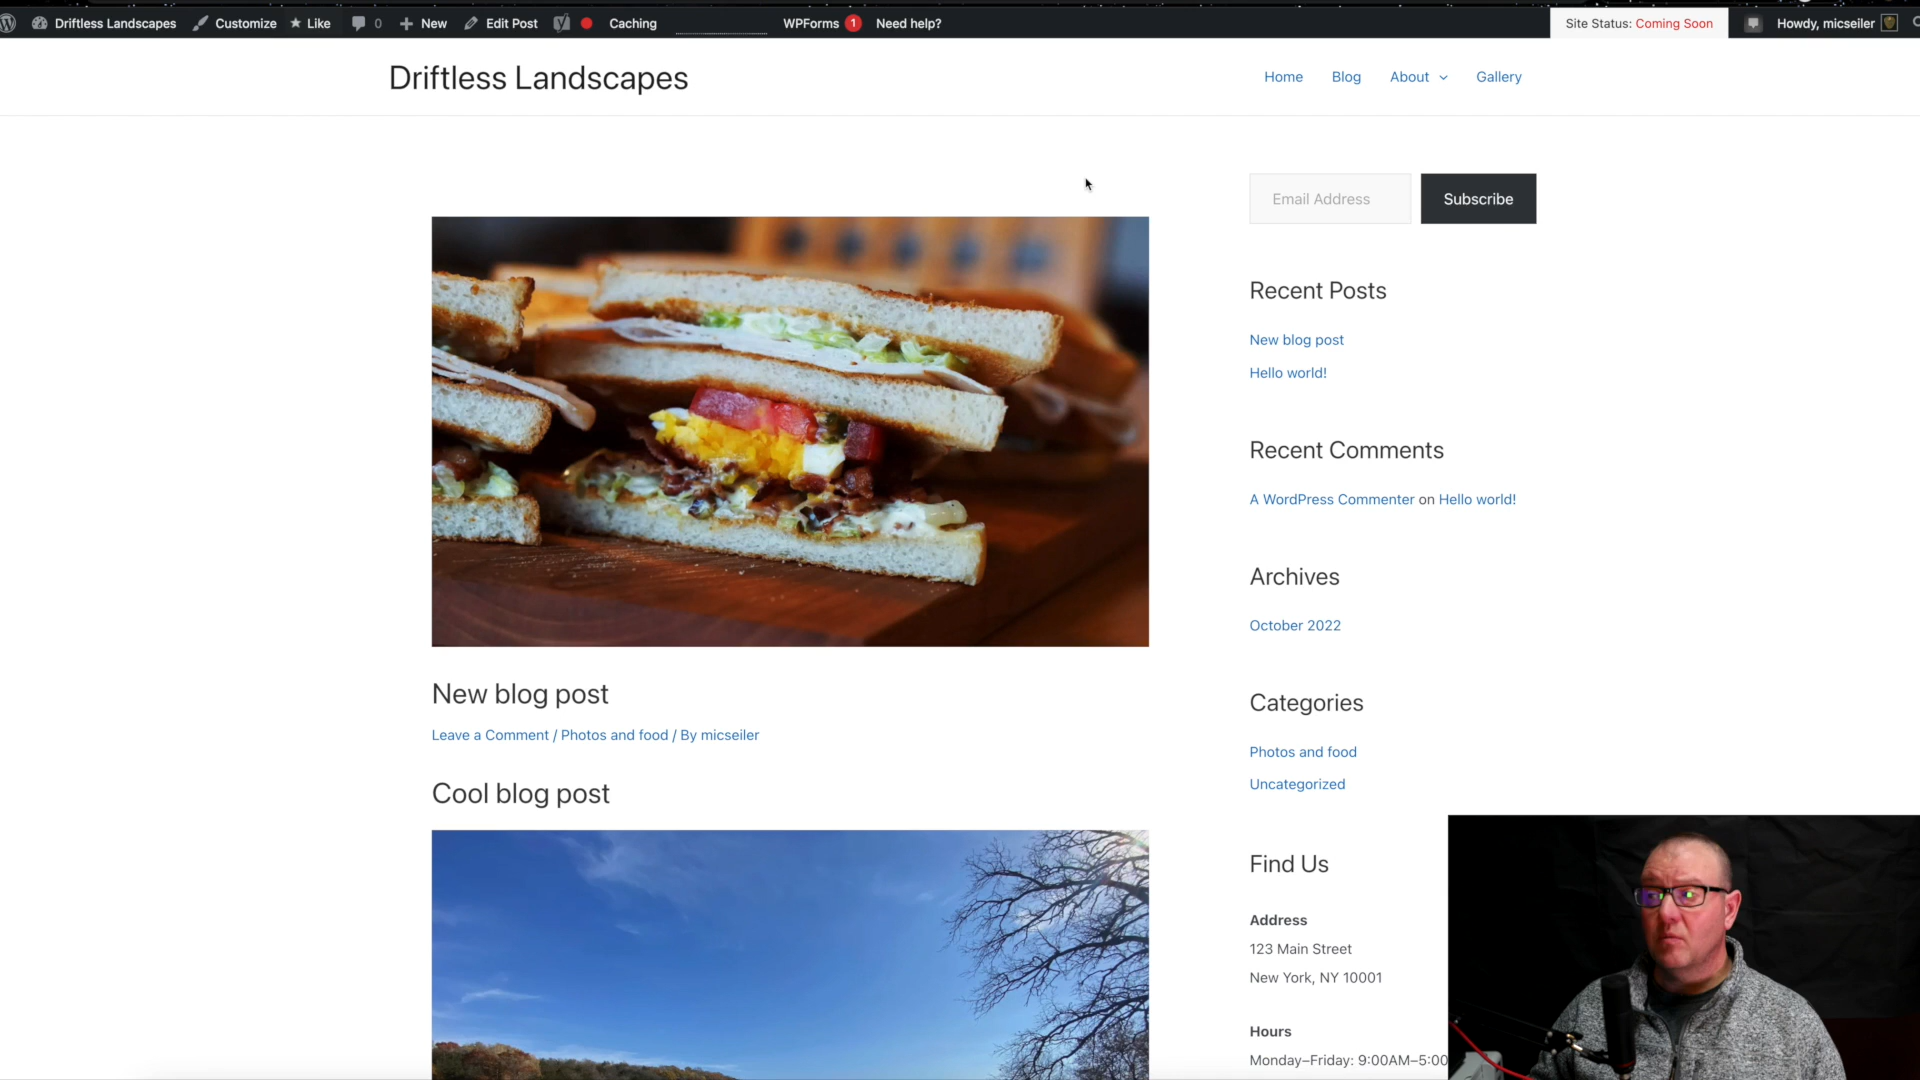 Driftless Landscapes Customize Like 0 New Edit Post Caching WPForms 1 Need help? Site Status: Coming Soon Howdy, micseiler
Driftless Landscapes
Home Blog About Gallery
Email Address Subscribe
Recent Posts
New blog post
Hello world!
Recent Comments
A WordPress Commenter on Hello world!
Archives
October 2022
Categories
Photos and food
Uncategorized
Find Us
Address
123 Main Street
New York, NY 10001
Hours
Monday–Friday: 9:00AM–5:00
New blog post
Leave a Comment / Photos and food / By micseiler
Cool blog post